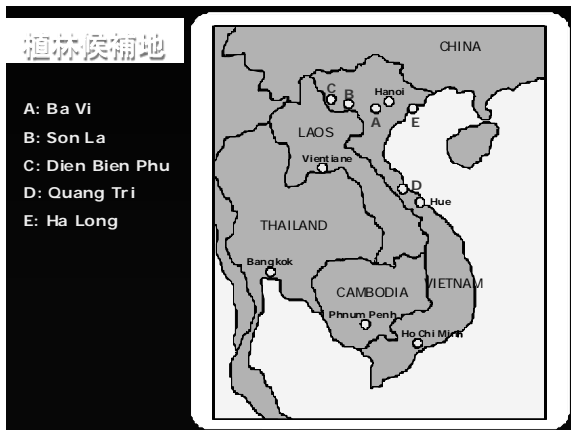 植林候補地
A: Ba Vi
B: Son La
C: Dien Bien Phu
D: Quang Tri
E: Ha Long
CHINA
C
B
Hanoi
A
E
LAOS
Vientiane
D
Hue
THAILAND
Bangkok
CAMBODIA
VIETNAM
Phnum Penh
Ho Chi Minh